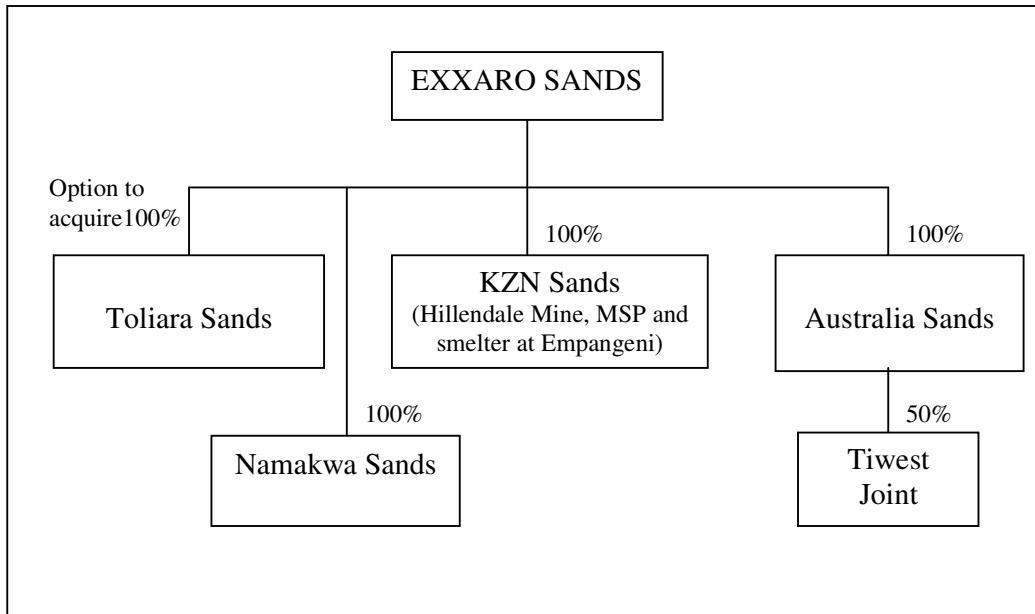 EXXARO SANDS
Option to
acquire100%
100%
100%
Toliara Sands
KZN Sands
(Hillendale Mine, MSP and
smelter at Empangeni)
Australia Sands
100%
50%
Namakwa Sands
Tiwest
Joint